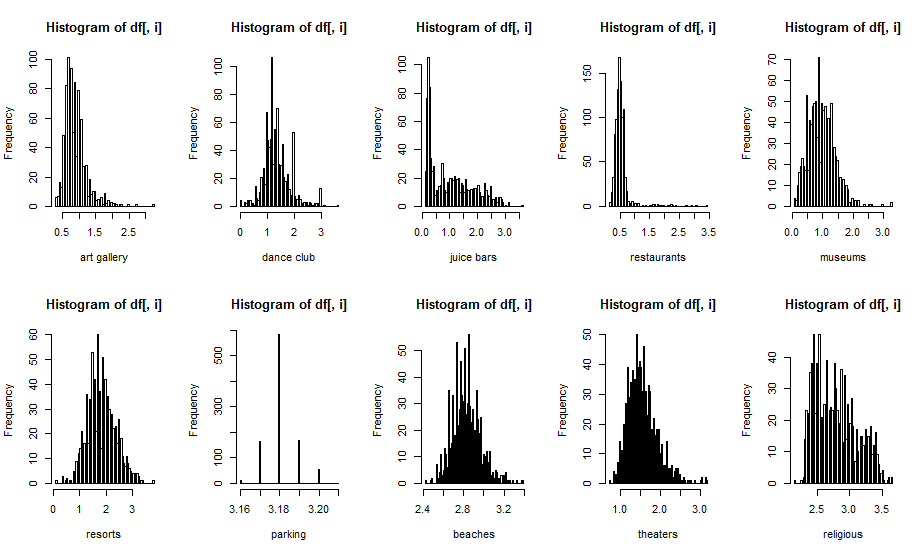 Histogram of df[, i] Histogram of df[, i] Histogram of df[, i] Histogram of df[, i] Histogram of df[, i]
Frequency
0 20 40 60 80 100
0.5 1.5 2.5
art gallery
Frequency
0 20 40 60 80 100
0 1 2 3
dance club
Frequency
0 20 40 60 80 100
0.0 1.0 2.0 3.0
juice bars
Frequency
0 50 100 150
0.5 1.5 2.5 3.5
restaurants
Frequency
0 10 20 30 40 50 60 70
0.0 1.0 2.0 3.0
museums
Histogram of df[, i] Histogram of df[, i] Histogram of df[, i] Histogram of df[, i] Histogram of df[, i]
Frequency
0 10 20 30 40 50 60
0 1 2 3
resorts
Frequency
0 100 300 500
3.16 3.18 3.20
parking
Frequency
0 10 20 30 40 50
2.4 2.8 3.2
beaches
Frequency
0 10 20 30 40 50
1.0 2.0 3.0
theaters
Frequency
0 10 20 30 40
2.5 3.0 3.5
religious